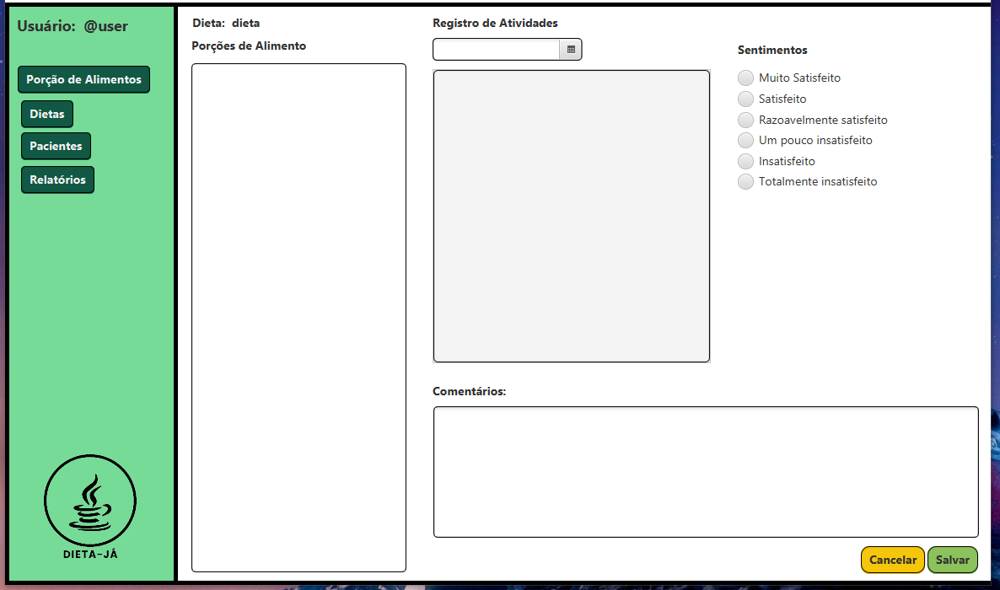 Usuário: @user
Porção de Alimentos
Dietas
Pacientes
Relatórios
DIETA-JÁ
Dieta: dieta
Porções de Alimento
Registro de Atividades
Sentimentos
Muito Satisfeito
Satisfeito
Razoavelmente satisfeito
Um pouco insatisfeito
Insatisfeito
Totalmente insatisfeito
Comentários:
Cancelar
Salvar